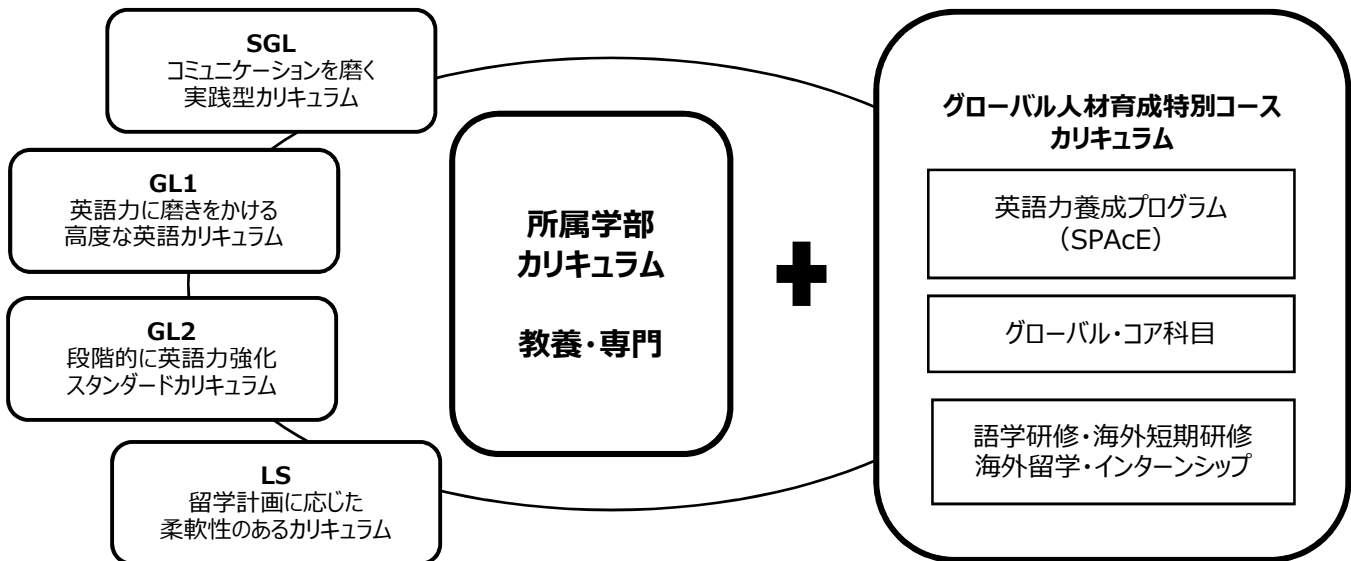 SGL
コミュニケーションを磨く
実践型カリキュラム
GL1
英語力に磨きをかける
高度な英語カリキュラム
GL2
段階的に英語力強化
スタンダードカリキュラム
LS
留学計画に応じた
柔軟性のあるカリキュラム
所属学部
カリキュラム
教養・専門
グローバル人材育成特別コース
カリキュラム
英語力養成プログラム
（SPAcE）
グローバル・コア科目
語学研修・海外短期研修
海外留学・インターンシップ